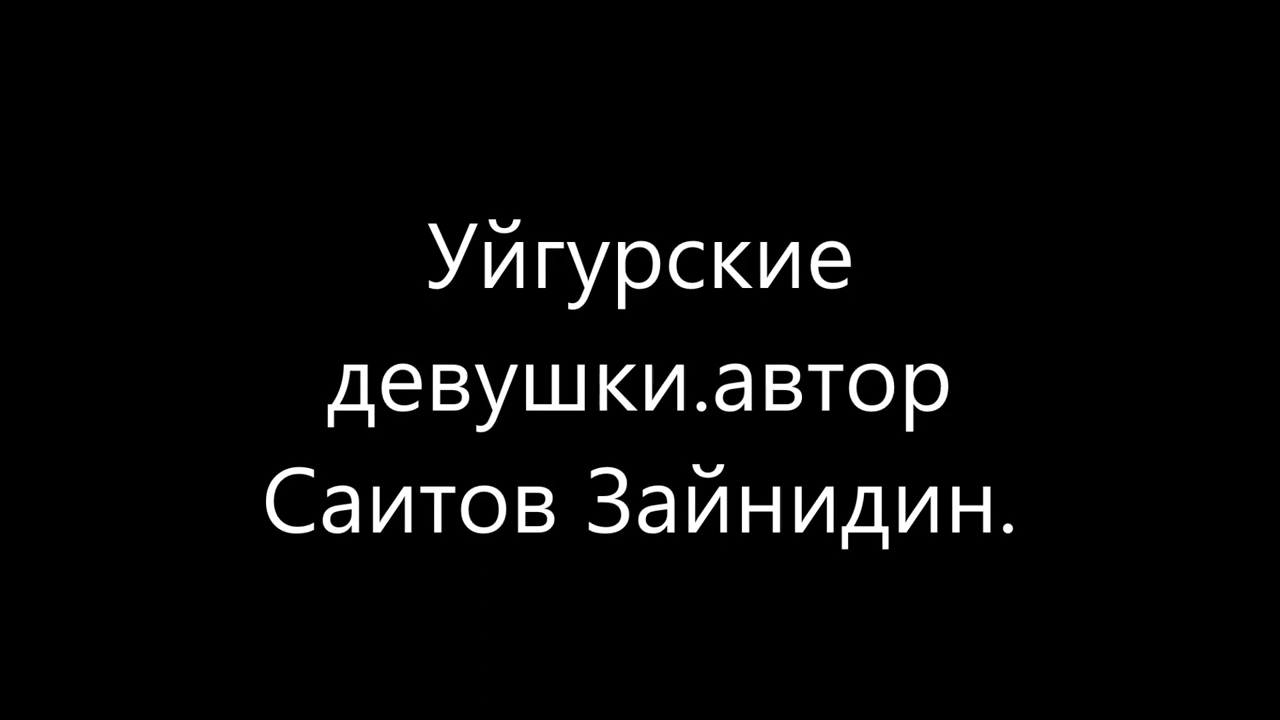 Уйгурские
девушки.автор
Саитов Зайнидин.